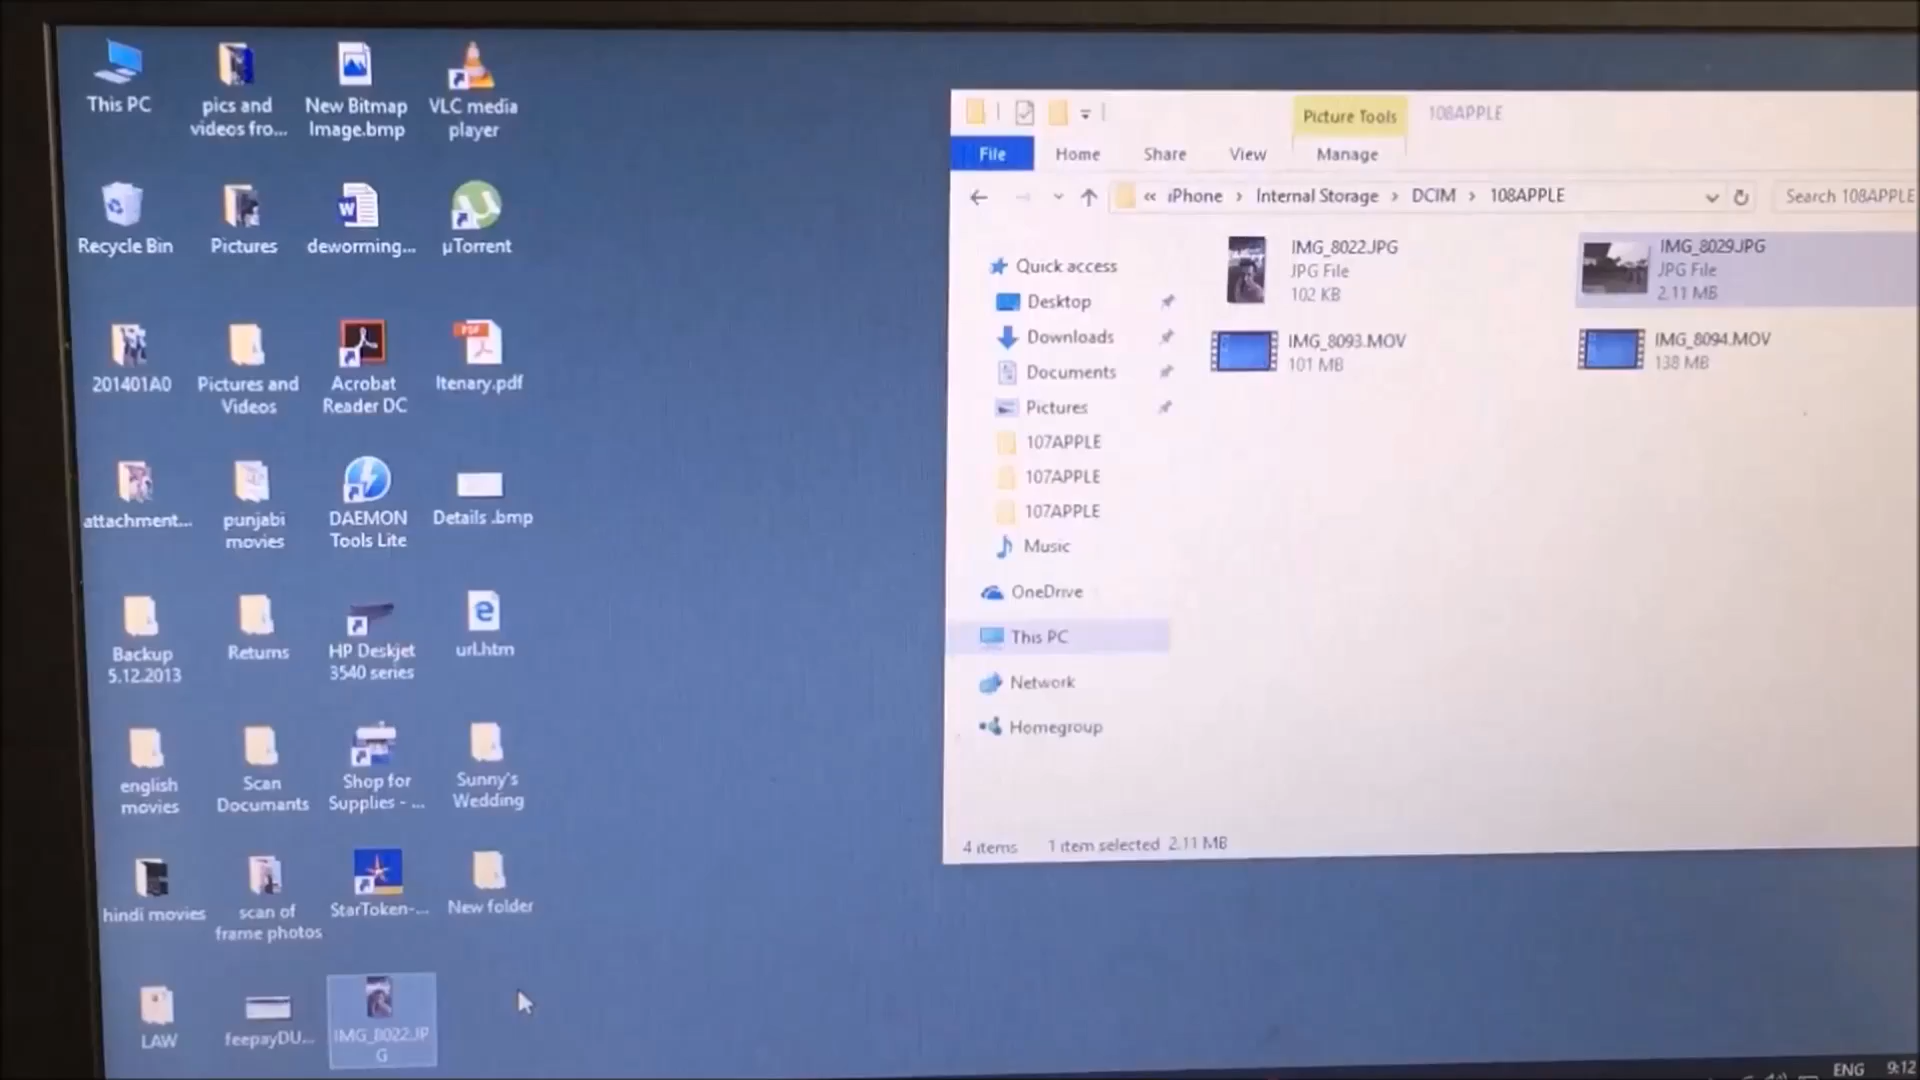 This PC
pics and
videos fro...
New Bitmap
Image.bmp
VLC media
player
Recycle Bin
Pictures
deworming...
µTorrent
201401A0
Pictures and
Videos
Acrobat
Reader DC
Itenary.pdf
attachment...
punjabi
movies
DAEMON
Tools Lite
Details .bmp
Backup
5.12.2013
Returns
HP Deskjet
3540 series
url.htm
english
movies
Scan
Documants
Shop for
Supplies - ...
Sunny's
Wedding
hindi movies
scan of
frame photos
StarToken-...
New folder
LAW
feepayDU...
IMG_8022.JP
G
Picture Tools
108APPLE
File
Home
Share
View
Manage
« iPhone › Internal Storage › DCIM › 108APPLE
Search 108APPLE
Quick access
Desktop
Downloads
Documents
Pictures
107APPLE
107APPLE
107APPLE
Music
OneDrive
This PC
Network
Homegroup
IMG_8022.JPG
JPG File
102 KB
IMG_8029.JPG
JPG File
2.11 MB
IMG_8093.MOV
101 MB
IMG_8094.MOV
138 MB
4 items
1 item selected 2.11 MB
ENG
9:12